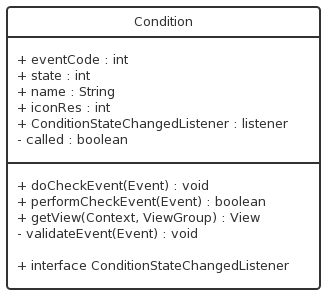 Condition
+ eventCode : int
+ state : int
+ name : String
+ iconRes : int
+ ConditionStateChangedListener : listener
- called : boolean
+ doCheckEvent(Event) : void
+ performCheckEvent(Event) : boolean
+ getView(Context, ViewGroup) : View
- validateEvent(Event) : void
+ interface ConditionStateChangedListener